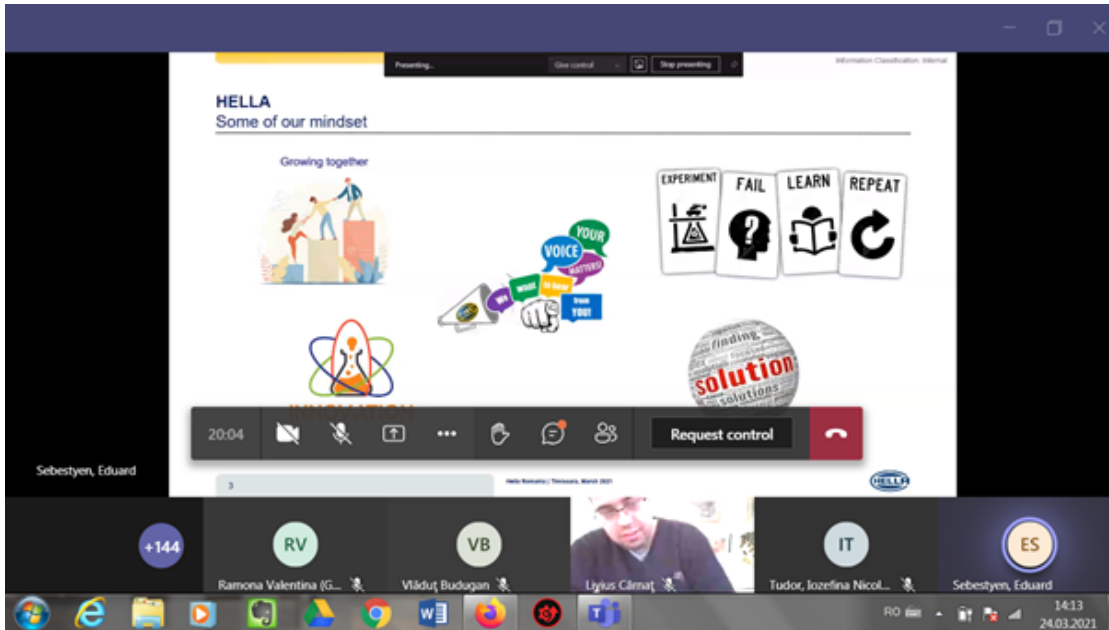 Presenting...
Give control
Stop presenting
Information Classification: Internal
HELLA
Some of our mindset
Growing together
EXPERIMENT
FAIL
LEARN
REPEAT
YOUR
VOICE
MATTERS!
We want to hear
from
YOU!
finding
solution
solutions
INNOVATION
20:04
Request control
Sebestyen, Eduard
3
Hella Romania | Timisoara, March 2021
HELLA
+144
RV
VB
IT
ES
Ramona Valentina (G...
Vlăduț Budugan
Livius Cârnaț
Tudor, Iozefina Nicol...
Sebestyen, Eduard
W
T
RO
14:13
24.03.2021